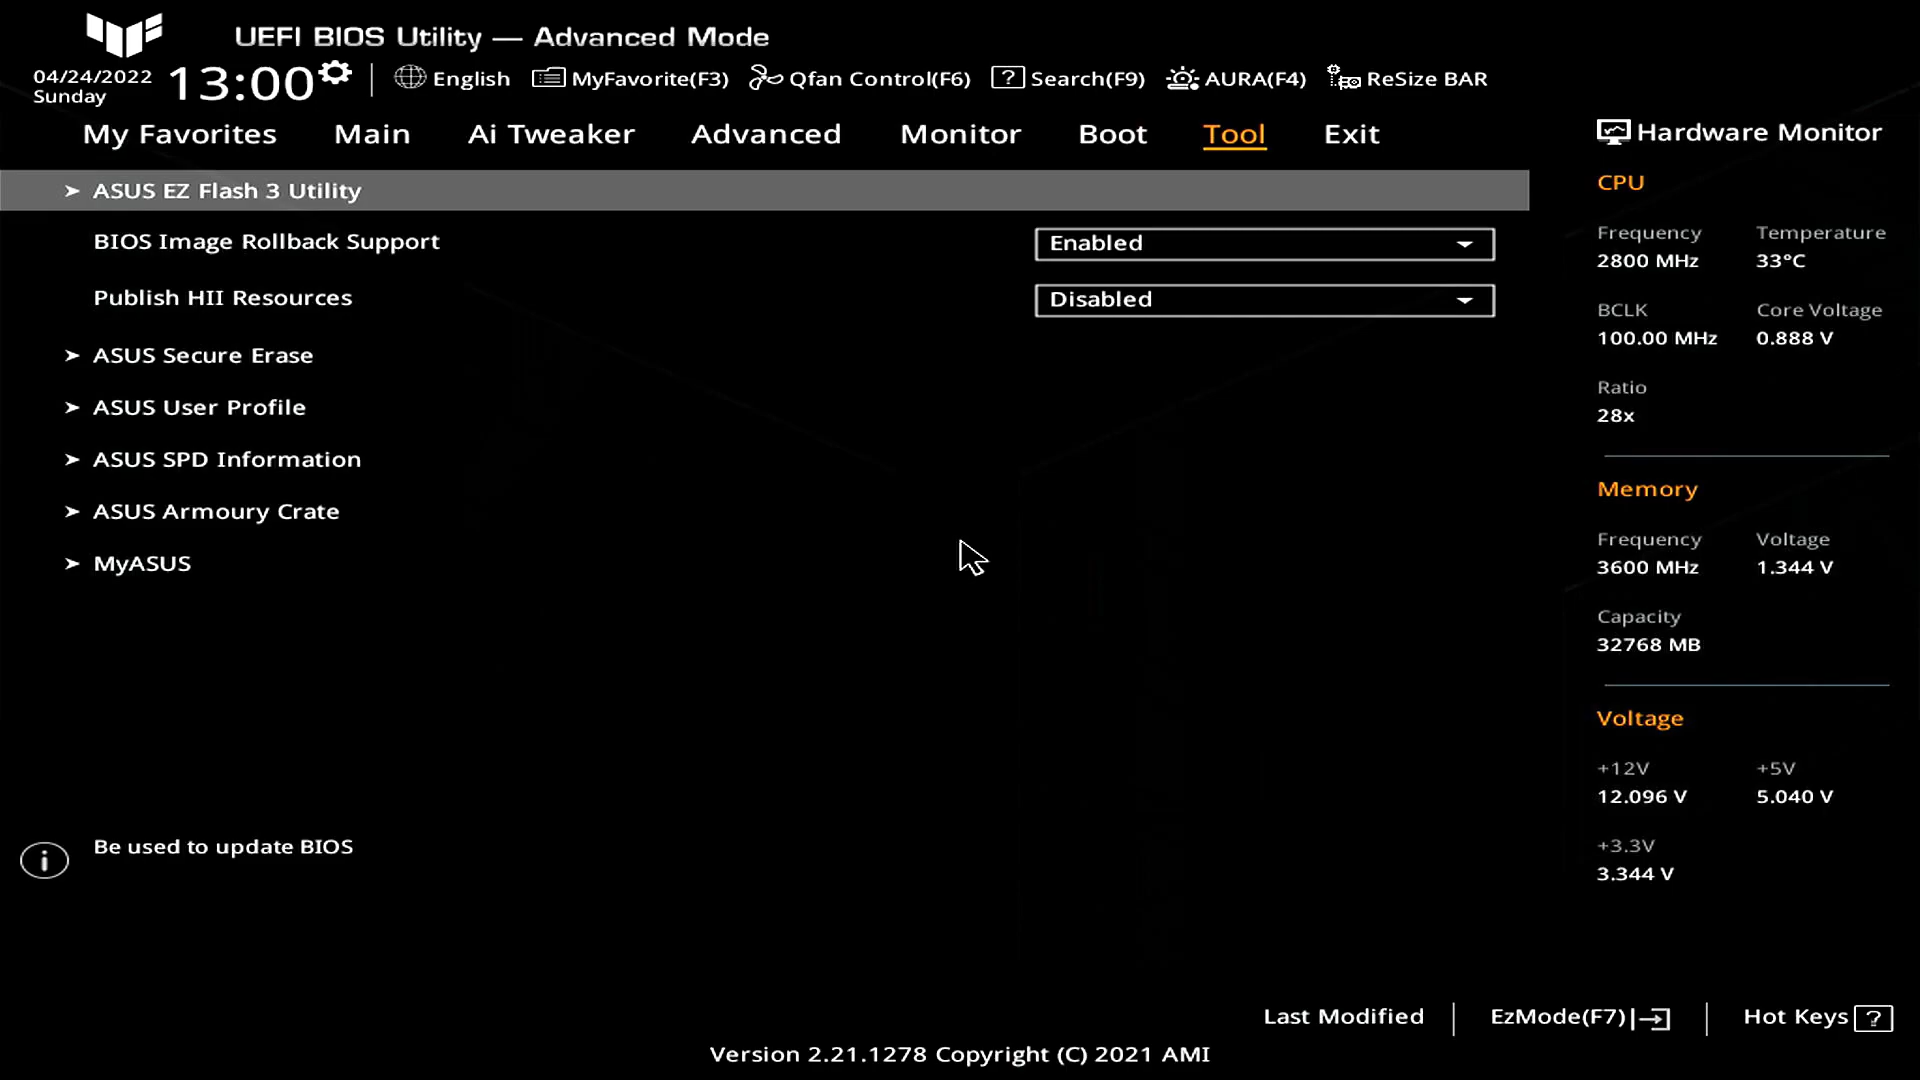 UEFI BIOS Utility — Advanced Mode
04/24/2022
Sunday
13:00
English
MyFavorite(F3)
Qfan Control(F6)
? Search(F9)
AURA(F4)
ReSize BAR
My Favorites
Main
Ai Tweaker
Advanced
Monitor
Boot
Tool
Exit
ASUS EZ Flash 3 Utility
BIOS Image Rollback Support
Enabled
Publish HII Resources
Disabled
ASUS Secure Erase
ASUS User Profile
ASUS SPD Information
ASUS Armoury Crate
MyASUS
Be used to update BIOS
Hardware Monitor
CPU
Frequency Temperature
2800 MHz 33°C
BCLK Core Voltage
100.00 MHz 0.888 V
Ratio
28x
Memory
Frequency Voltage
3600 MHz 1.344 V
Capacity
32768 MB
Voltage
+12V +5V
12.096 V 5.040 V
+3.3V
3.344 V
Last Modified
EzMode(F7)
Hot Keys ?
Version 2.21.1278 Copyright (C) 2021 AMI